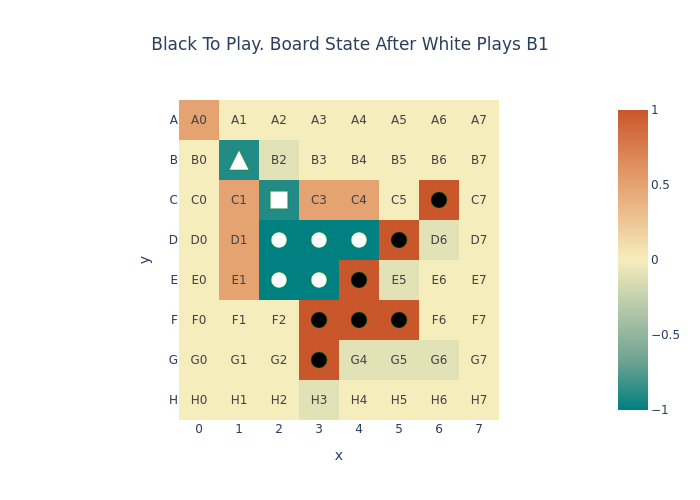 Black To Play. Board State After White Plays B1
A A0 A1 A2 A3 A4 A5 A6 A7
B B0 B2 B3 B4 B5 B6 B7
C C0 C1 C3 C4 C5 C7
D D0 D1 D6 D7
E E0 E1 E5 E6 E7
F F0 F1 F2 F6 F7
G G0 G1 G2 G4 G5 G6 G7
H H0 H1 H2 H3 H4 H5 H6 H7
0 1 2 3 4 5 6 7
x
y
1
0.5
0
−0.5
−1